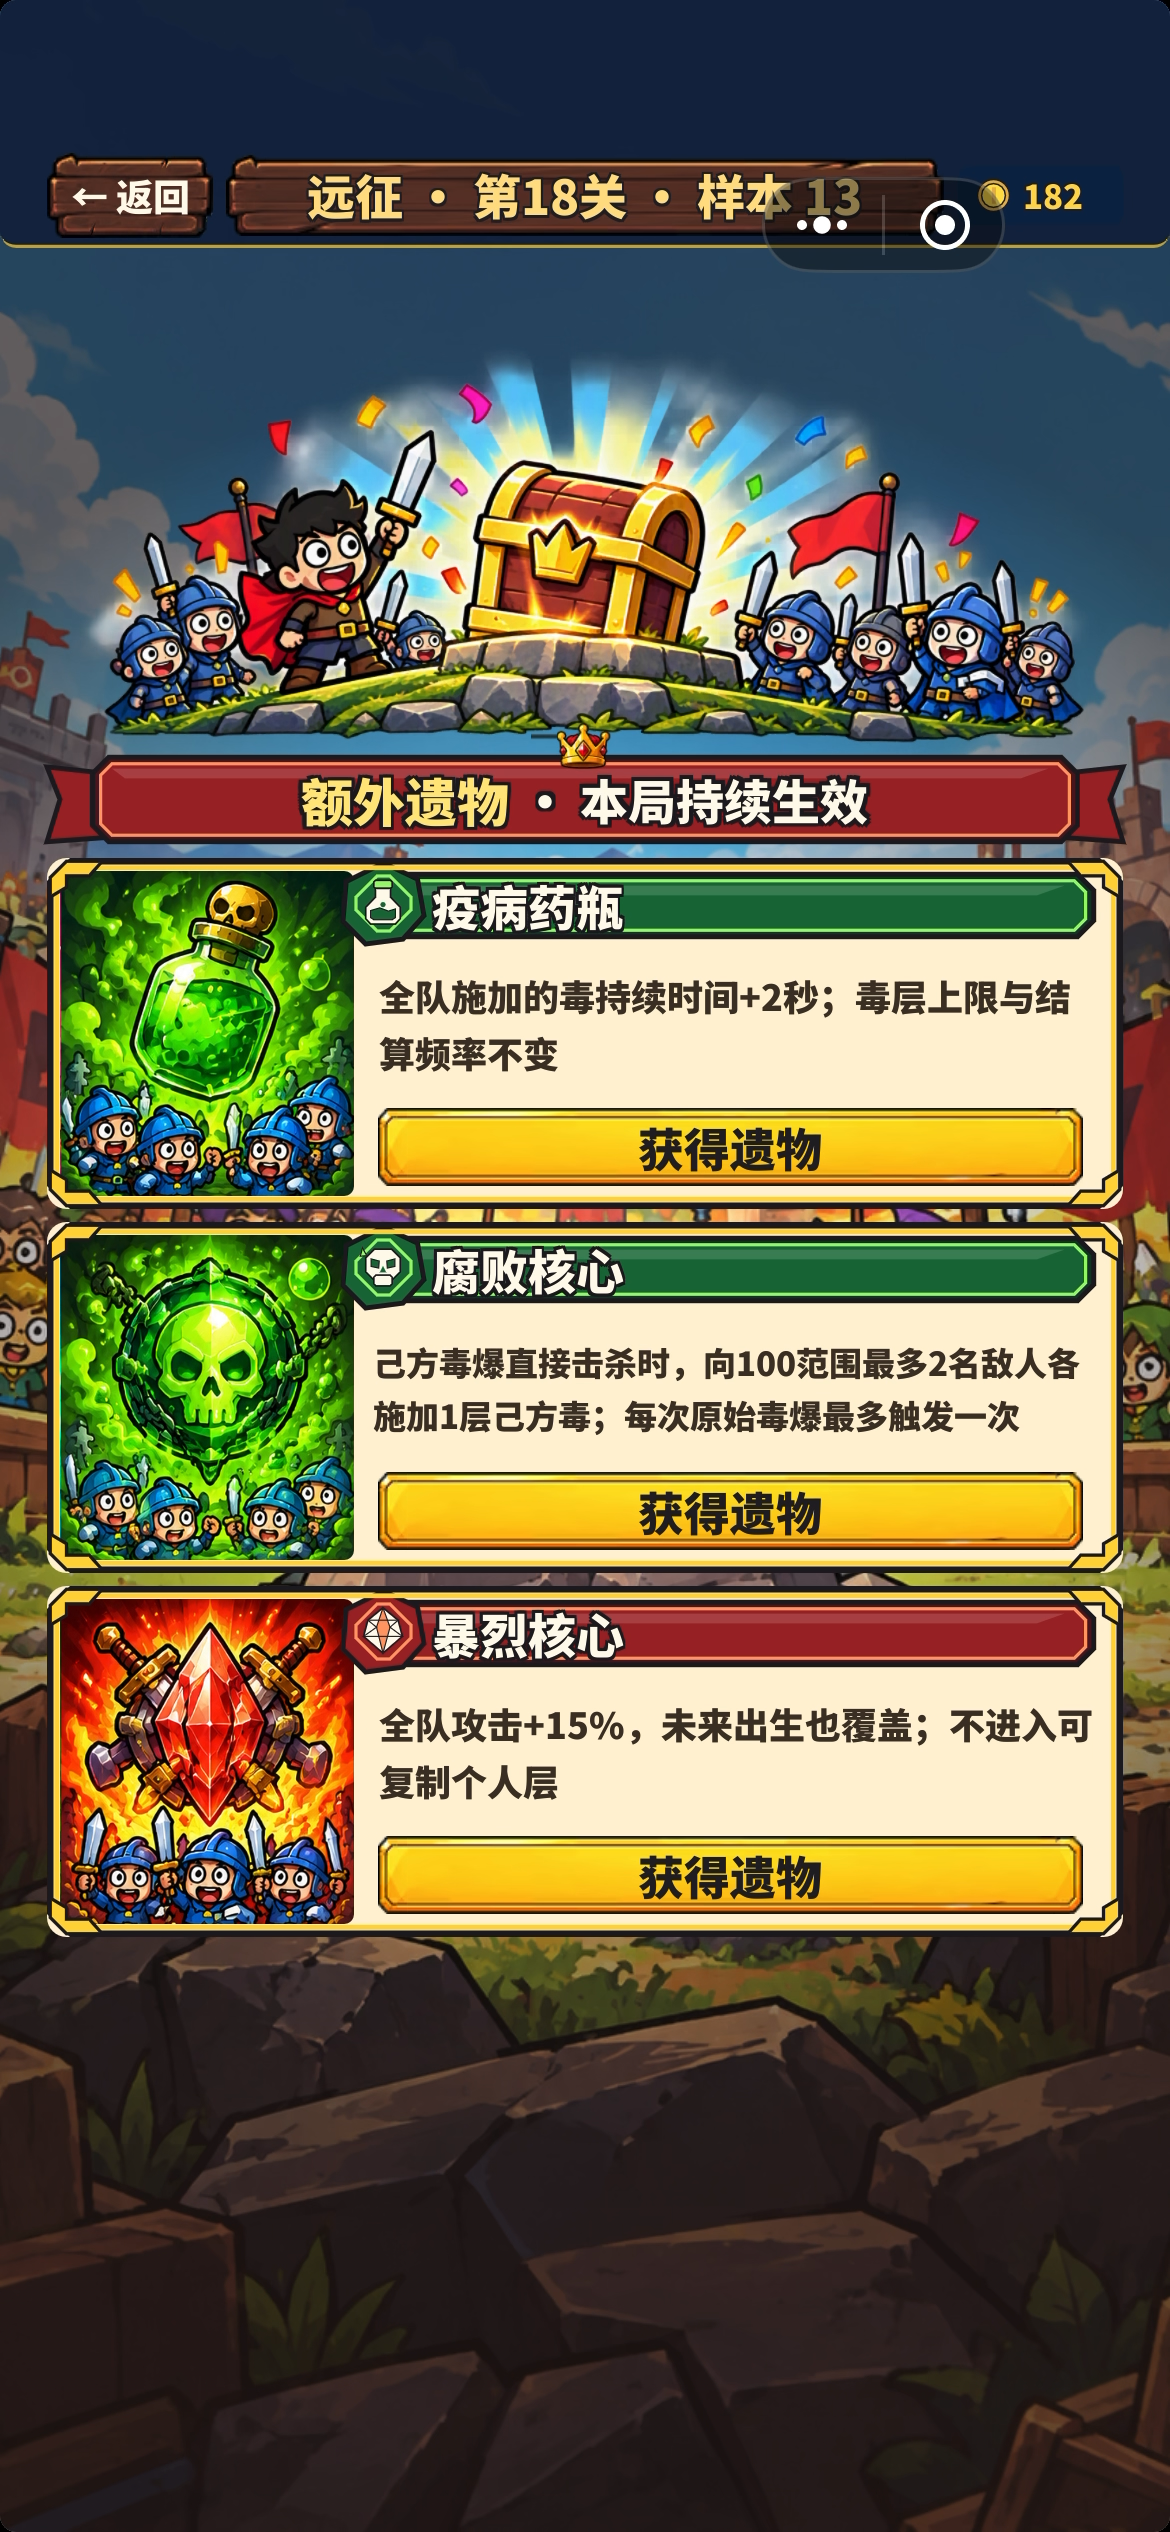 ← 返回
远征 · 第18关 · 样本 13
182
额外遗物 · 本局持续生效
疫病药瓶
全队施加的毒持续时间+2秒；毒层上限与结
算频率不变
获得遗物
腐败核心
己方毒爆直接击杀时，向100范围最多2名敌人各
施加1层己方毒；每次原始毒爆最多触发一次
获得遗物
暴烈核心
全队攻击+15%，未来出生也覆盖；不进入可
复制个人层
获得遗物